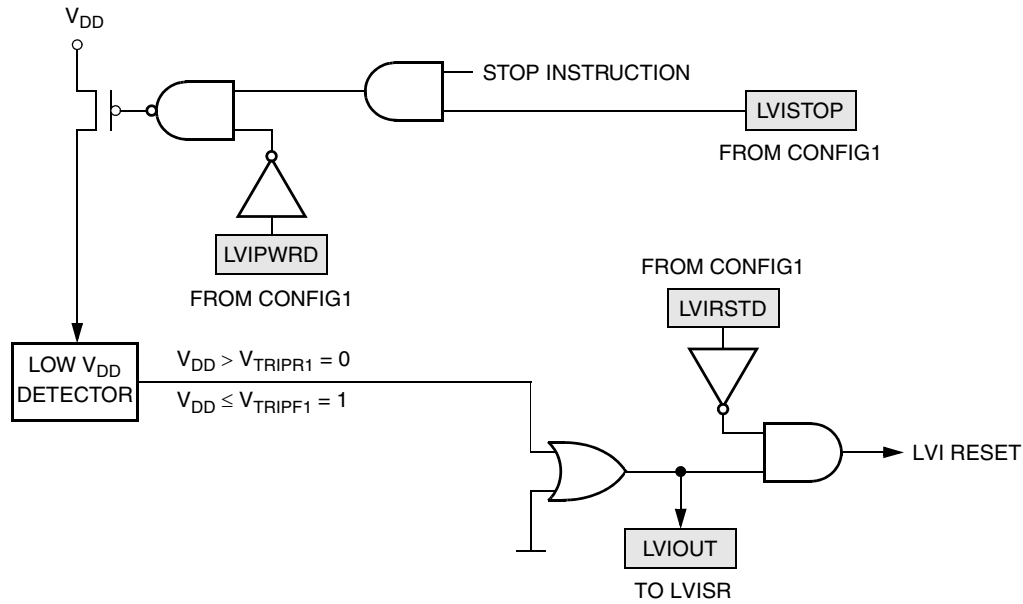 VDD
STOP INSTRUCTION
LVISTOP
FROM CONFIG1
LVIPWRD
FROM CONFIG1
FROM CONFIG1
LVIRSTD
LOW VDD
DETECTOR
VDD > VTRIPR1 = 0
VDD ≤ VTRIPF1 = 1
LVI RESET
LVIOUT
TO LVISR